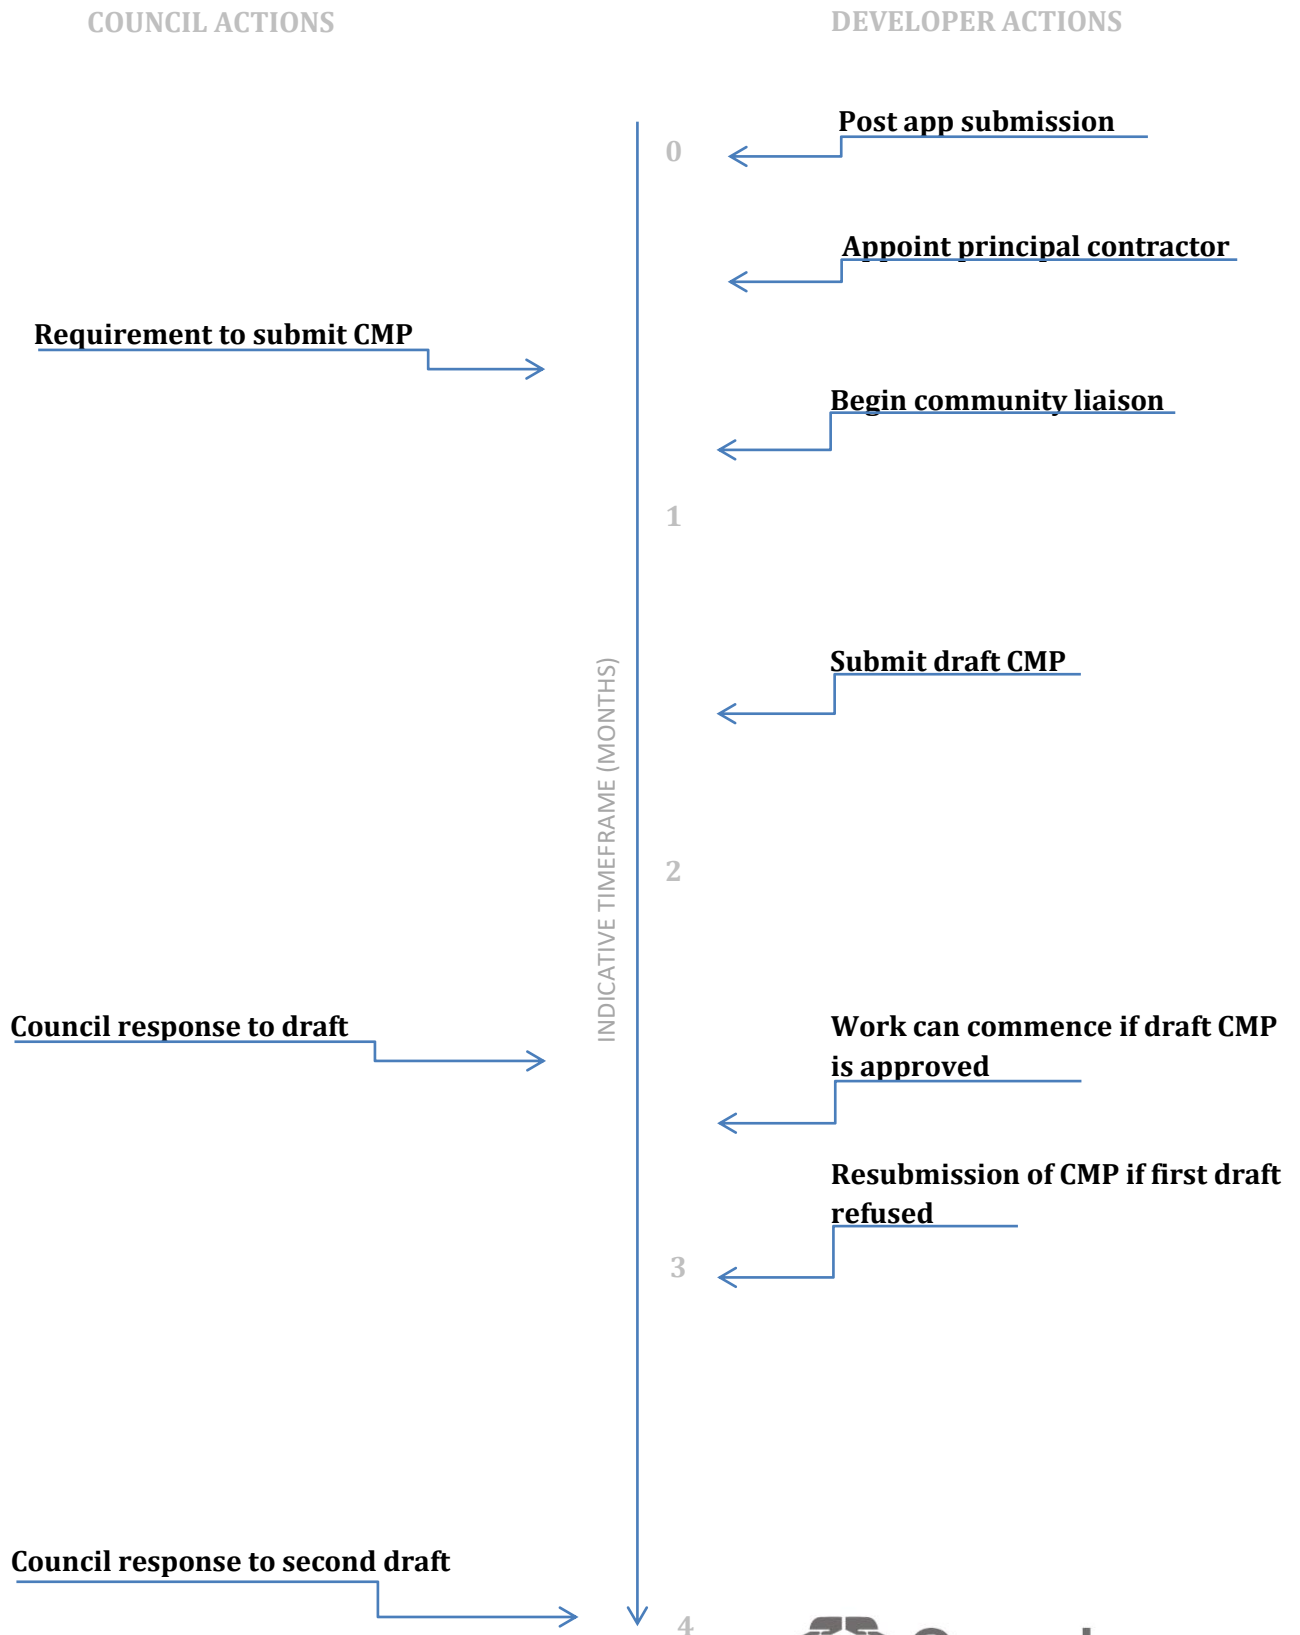 COUNCIL ACTIONS
DEVELOPER ACTIONS
Post app submission
0
Appoint principal contractor
Requirement to submit CMP
Begin community liaison
1
Submit draft CMP
INDICATIVE TIMEFRAME (MONTHS)
2
Council response to draft
Work can commence if draft CMP
is approved
Resubmission of CMP if first draft
refused
3
Council response to second draft
4